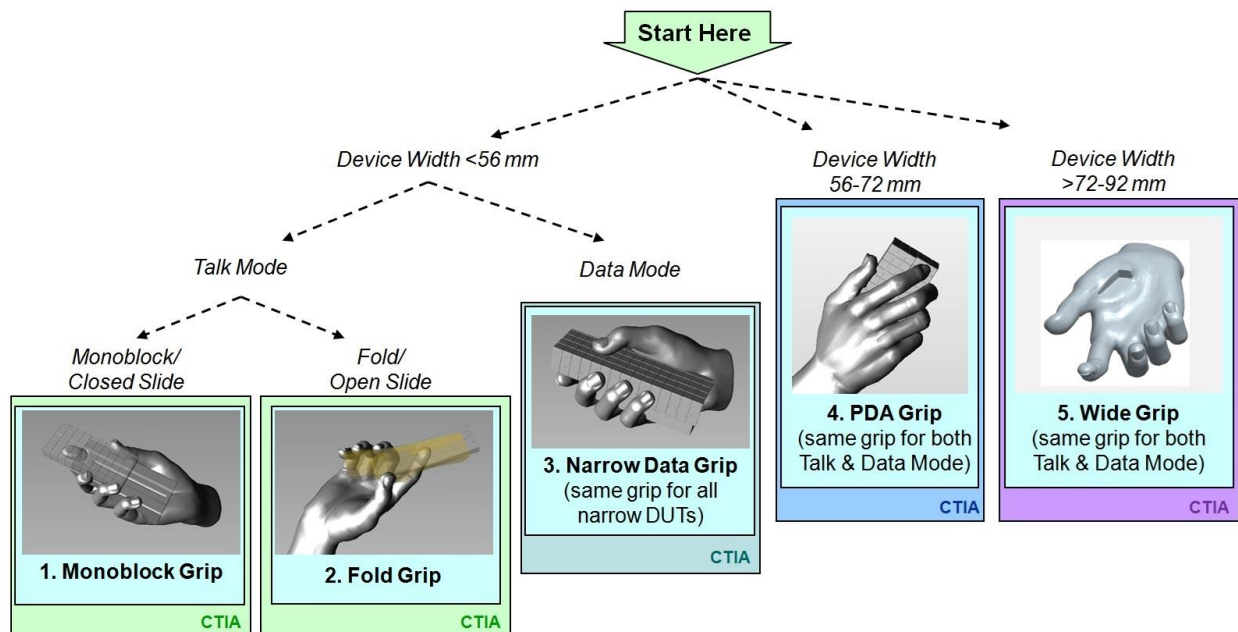 Start Here
Device Width <56 mm
Device Width
56-72 mm
Device Width
>72-92 mm
Talk Mode
Data Mode
Monoblock/
Closed Slide
Fold/
Open Slide
1. Monoblock Grip
CTIA
2. Fold Grip
CTIA
3. Narrow Data Grip
(same grip for all
narrow DUTs)
CTIA
4. PDA Grip
(same grip for both
Talk & Data Mode)
CTIA
5. Wide Grip
(same grip for both
Talk & Data Mode)
CTIA